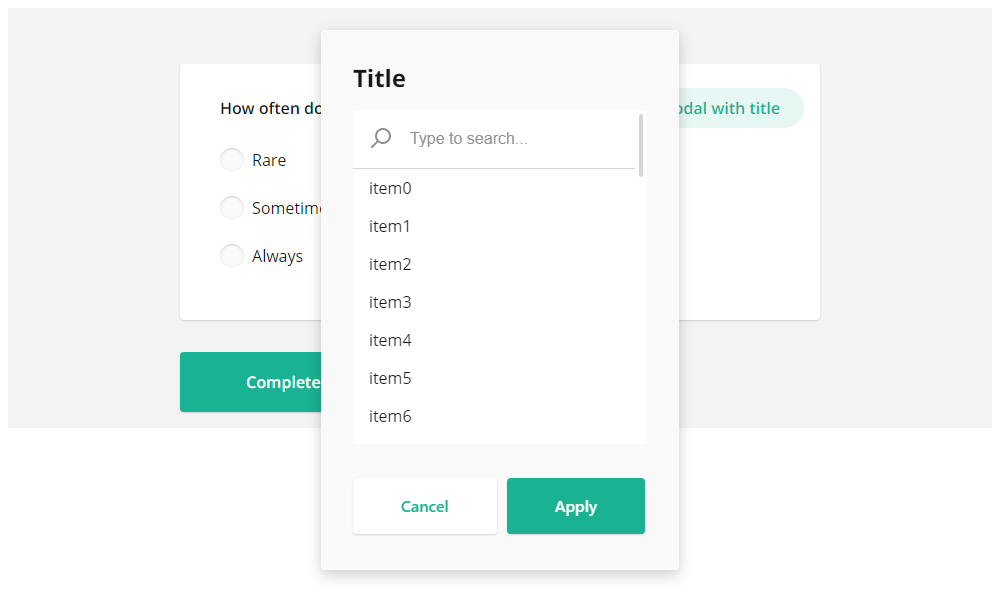 How often do
Rare
Sometim
Always
Complete
odal with title
Title
Type to search...
item0
item1
item2
item3
item4
item5
item6
Cancel
Apply